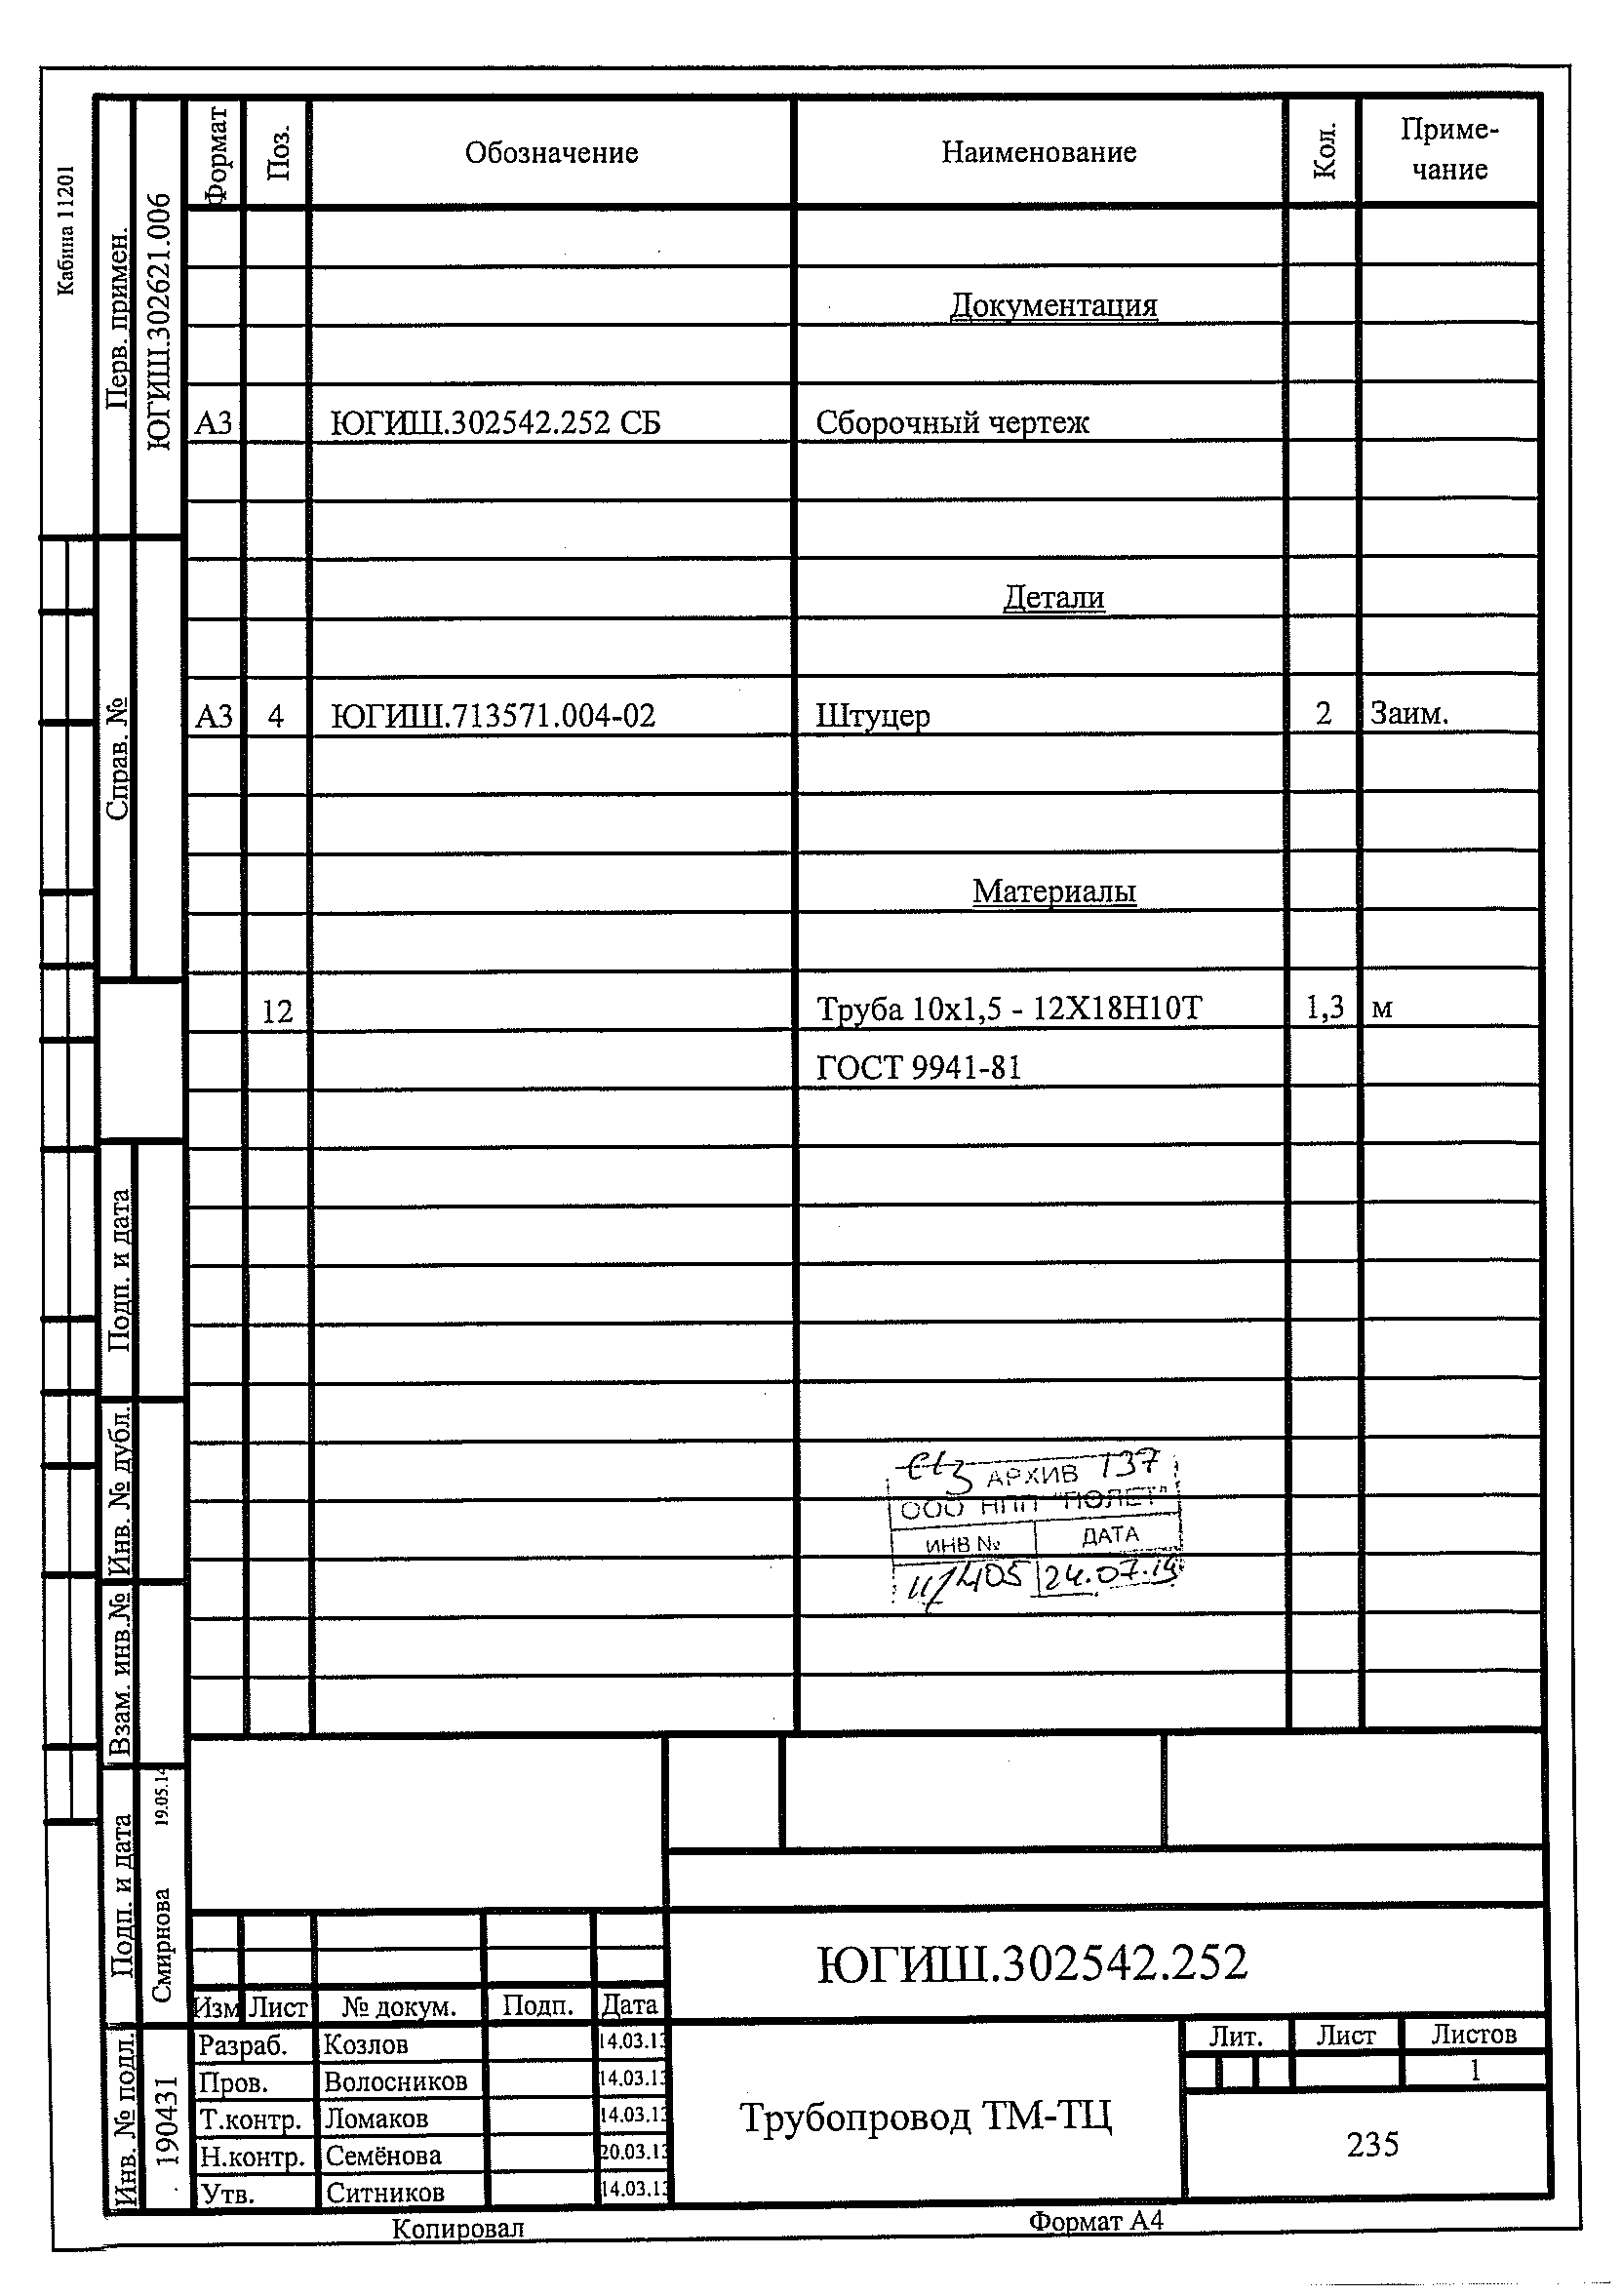 Кабина 11201
Перв. примен.
ЮГИШ.302621.006
Справ. №
Подп. и дата
Инв. № дубл.
Взам. инв.№
Подп. и дата
Смирнова 19.05.14
Инв. № подл.
190431
Формат Поз. Обозначение Наименование Кол. Приме-
чание
Документация
А3 ЮГИШ.302542.252 СБ Сборочный чертеж
Детали
А3 4 ЮГИШ.713571.004-02 Штуцер 2 Заим.
Материалы
12 Труба 10х1,5 - 12Х18Н10Т 1,3 м
ГОСТ 9941-81
АРХИВ 137
ООО НПП "ПОЛЕТ"
ИНВ № ДАТА
24.07.14
ЮГИШ.302542.252
Изм Лист № докум. Подп. Дата
Разраб. Козлов 14.03.13
Пров. Волосников 14.03.13
Т.контр. Ломаков 14.03.13
Н.контр. Семёнова 20.03.13
Утв. Ситников 14.03.13
Трубопровод ТМ-ТЦ
Лит. Лист Листов
1
235
Копировал Формат А4